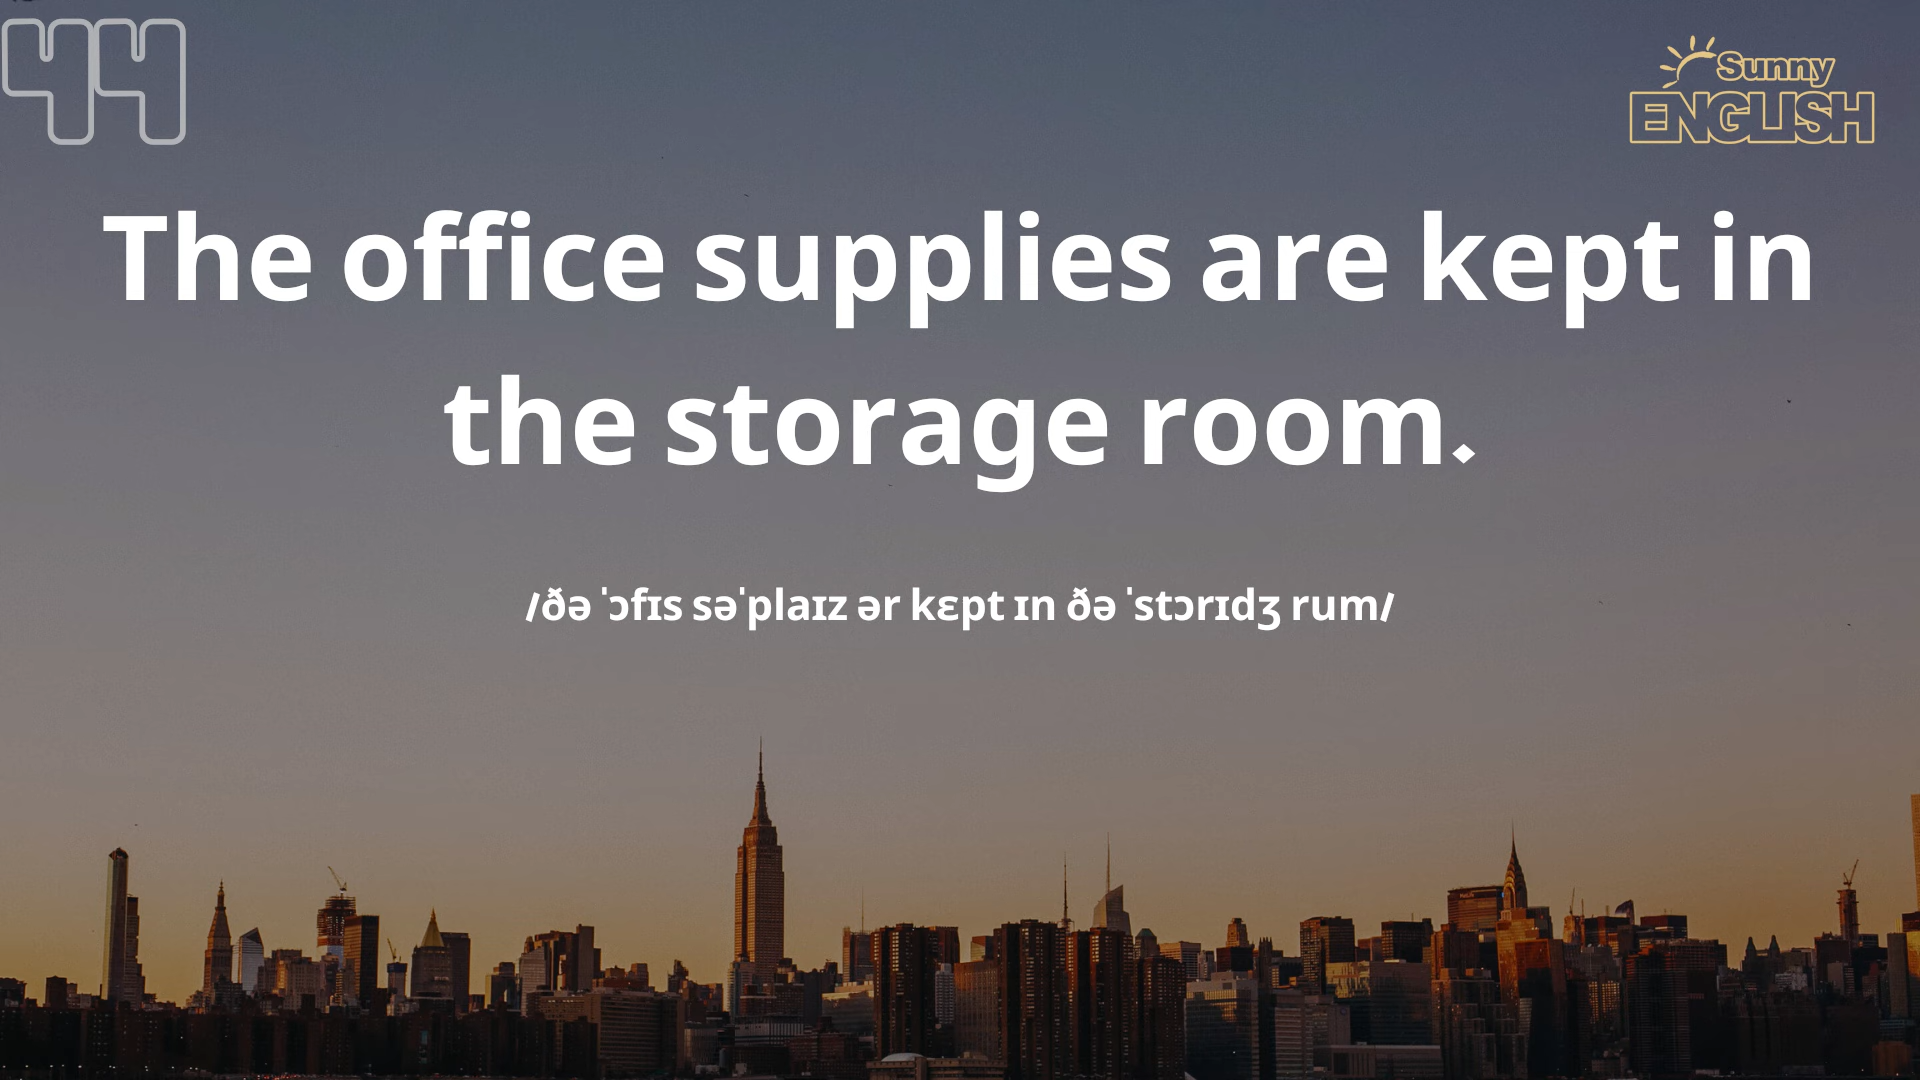 44
Sunny
ENGLISH
The office supplies are kept in
the storage room.
/ðə ˈɔfɪs səˈplaɪz ər kɛpt ɪn ðə ˈstɔrɪdʒ rum/